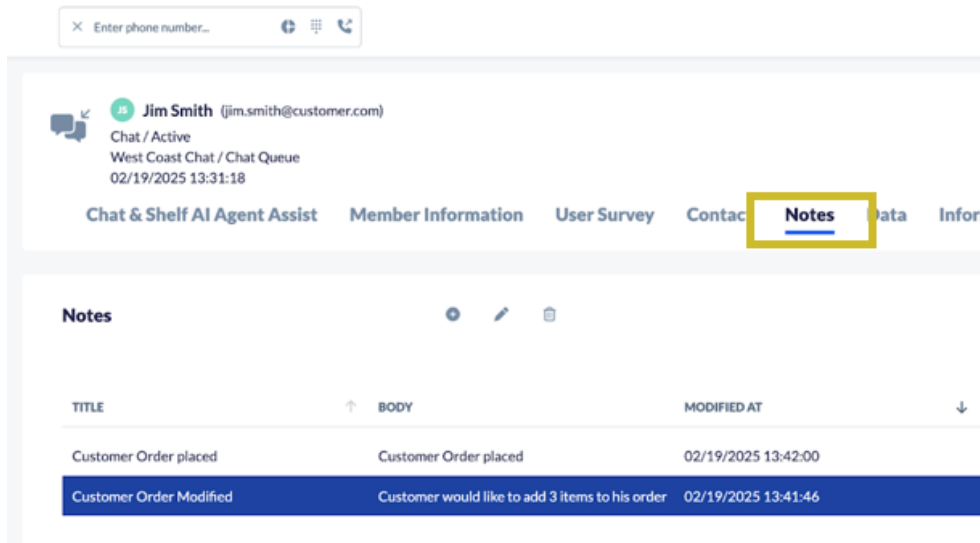 Enter phone number...
JS Jim Smith (jim.smith@customer.com)
Chat / Active
West Coast Chat / Chat Queue
02/19/2025 13:31:18
Chat & Shelf AI Agent Assist Member Information User Survey Contac Notes Data Infor
Notes
TITLE BODY MODIFIED AT
Customer Order placed Customer Order placed 02/19/2025 13:42:00
Customer Order Modified Customer would like to add 3 items to his order 02/19/2025 13:41:46